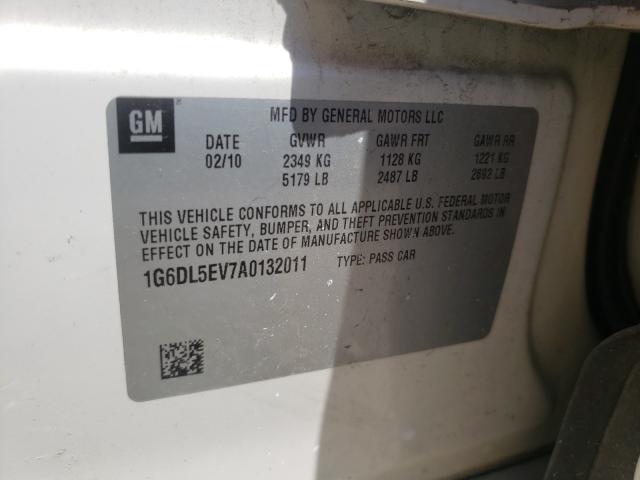 GM
MFD BY GENERAL MOTORS LLC
DATE GVWR GAWR FRT GAWR RR
02/10 2349 KG 1128 KG 1221 KG
5179 LB 2487 LB 2692 LB
THIS VEHICLE CONFORMS TO ALL APPLICABLE U.S. FEDERAL MOTOR
VEHICLE SAFETY, BUMPER, AND THEFT PREVENTION STANDARDS IN
EFFECT ON THE DATE OF MANUFACTURE SHOWN ABOVE.
1G6DL5EV7A0132011 TYPE: PASS CAR